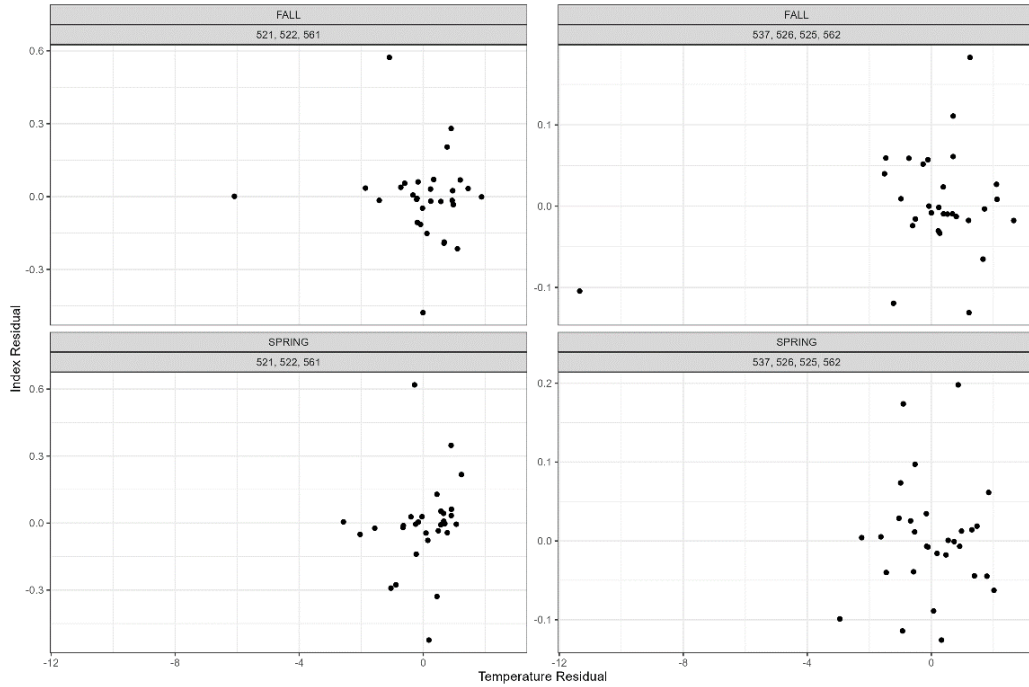 FALL
521, 522, 561
0.6
0.3
0.0
-0.3
FALL
537, 526, 525, 562
0.1
0.0
-0.1
Index Residual
SPRING
521, 522, 561
0.6
0.3
0.0
-0.3
-12
-8
-4
0
SPRING
537, 526, 525, 562
0.2
0.1
0.0
-0.1
-12
-8
-4
0
Temperature Residual